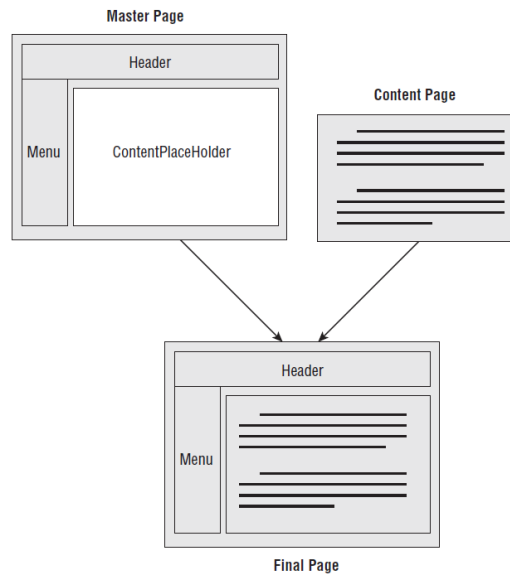 Master Page
Header
Menu
ContentPlaceHolder
Content Page
Header
Menu
Final Page